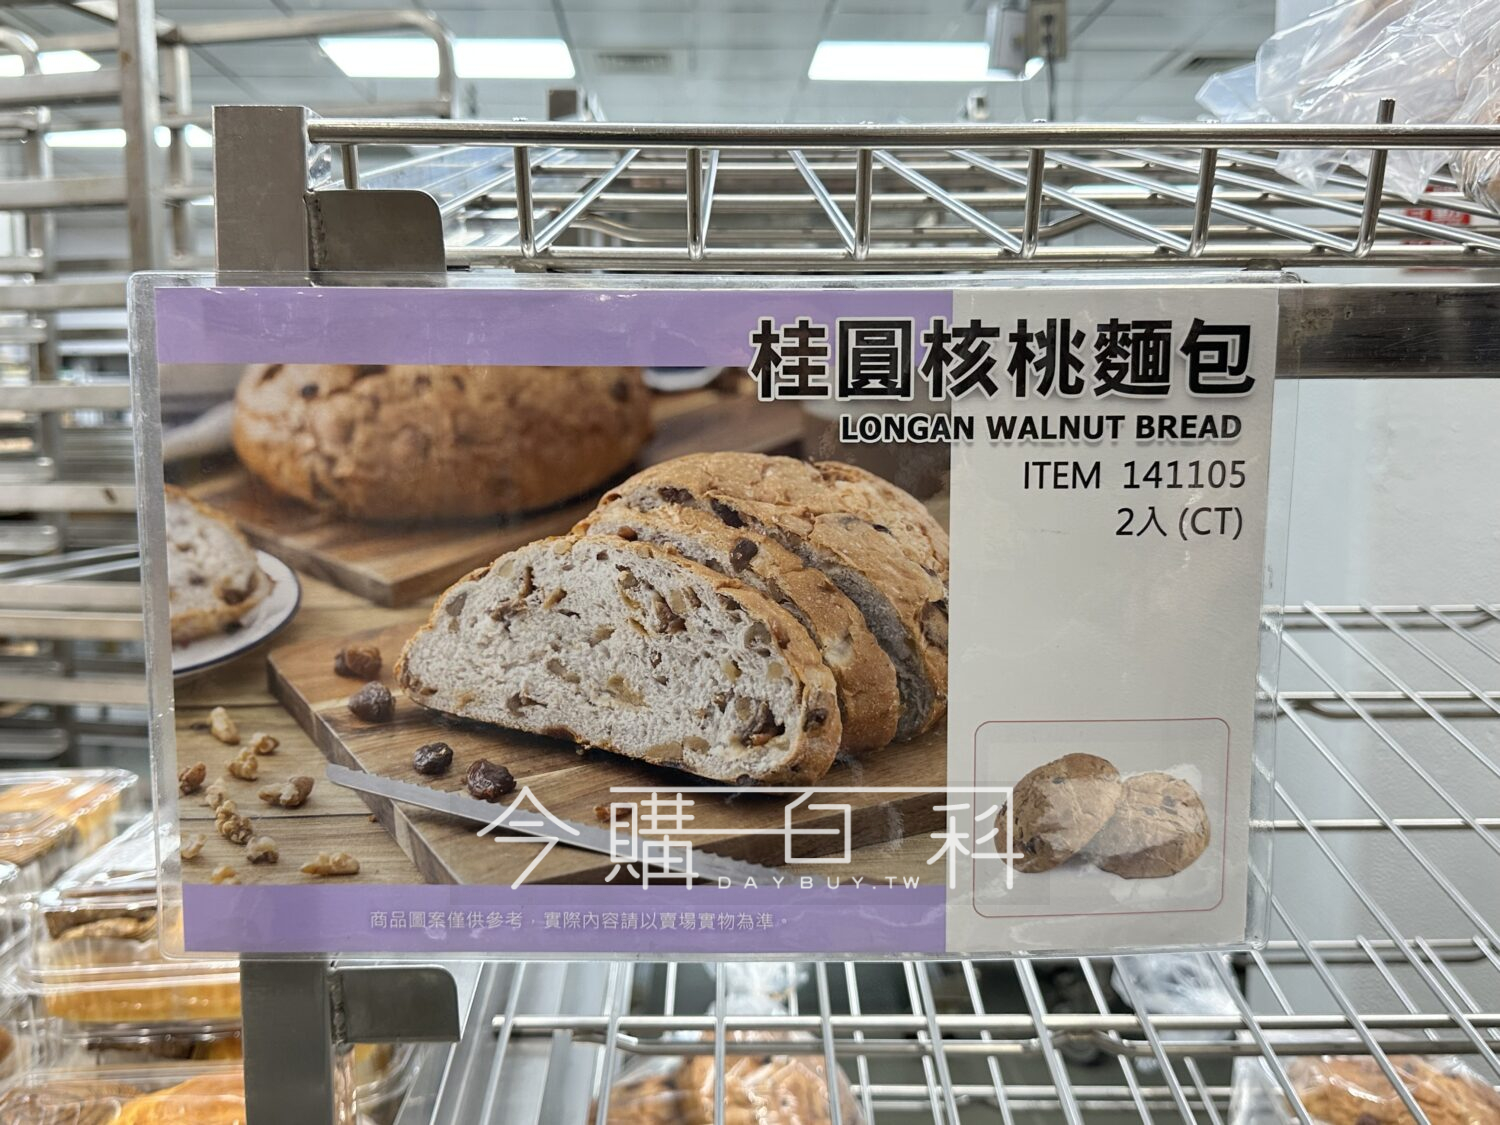 桂圓核桃麵包
LONGAN WALNUT BREAD
ITEM 141105
2入 (CT)
今購百科
DAYBUY.TW
商品圖案僅供參考，實際內容請以賣場實物為準。